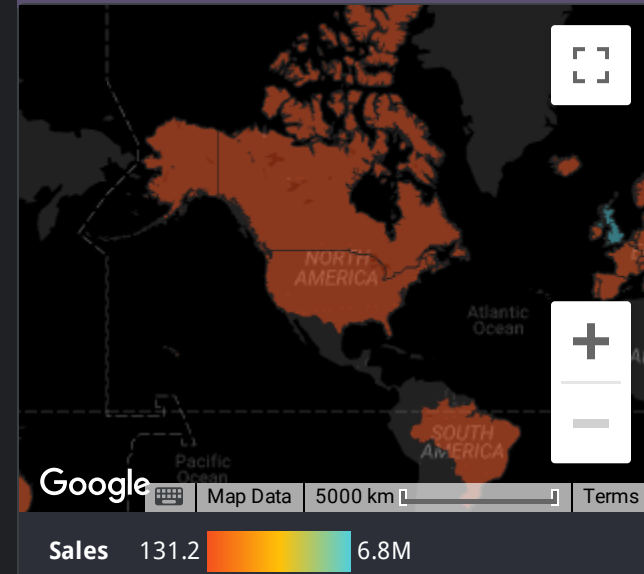 NORTH
AMERICA
Atlantic
Ocean
SOUTH
AMERICA
Pacific
Ocean
Google
Map Data
5000 km
Terms
Sales 131.2 6.8M